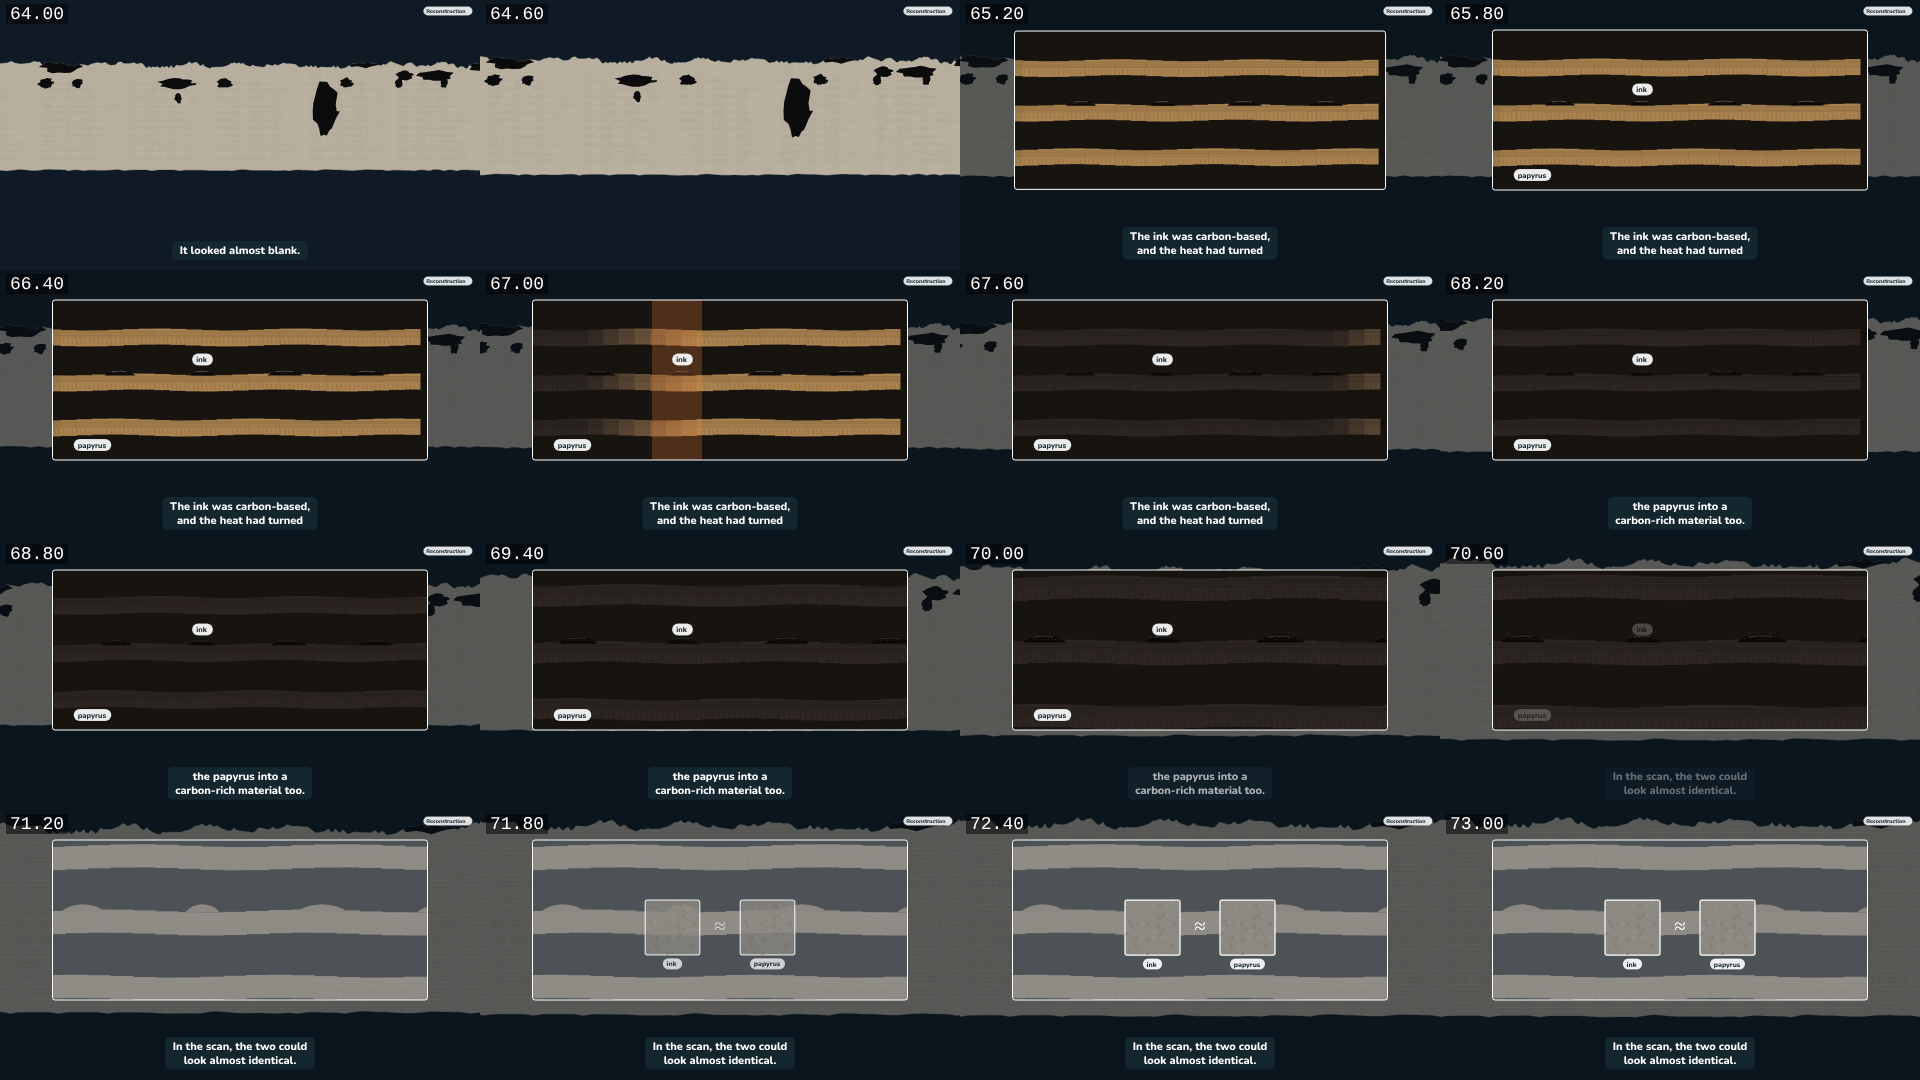 64.00
Reconstruction
It looked almost blank.
64.60
Reconstruction
65.20
Reconstruction
The ink was carbon-based,
and the heat had turned
65.80
Reconstruction
ink
papyrus
The ink was carbon-based,
and the heat had turned
66.40
Reconstruction
ink
papyrus
The ink was carbon-based,
and the heat had turned
67.00
Reconstruction
ink
papyrus
The ink was carbon-based,
and the heat had turned
67.60
Reconstruction
ink
papyrus
The ink was carbon-based,
and the heat had turned
68.20
Reconstruction
ink
papyrus
the papyrus into a
carbon-rich material too.
68.80
Reconstruction
ink
papyrus
the papyrus into a
carbon-rich material too.
69.40
Reconstruction
ink
papyrus
the papyrus into a
carbon-rich material too.
70.00
Reconstruction
ink
papyrus
the papyrus into a
carbon-rich material too.
70.60
Reconstruction
ink
papyrus
In the scan, the two could
look almost identical.
71.20
Reconstruction
In the scan, the two could
look almost identical.
71.80
Reconstruction
≈
ink
papyrus
In the scan, the two could
look almost identical.
72.40
Reconstruction
≈
ink
papyrus
In the scan, the two could
look almost identical.
73.00
Reconstruction
≈
ink
papyrus
In the scan, the two could
look almost identical.